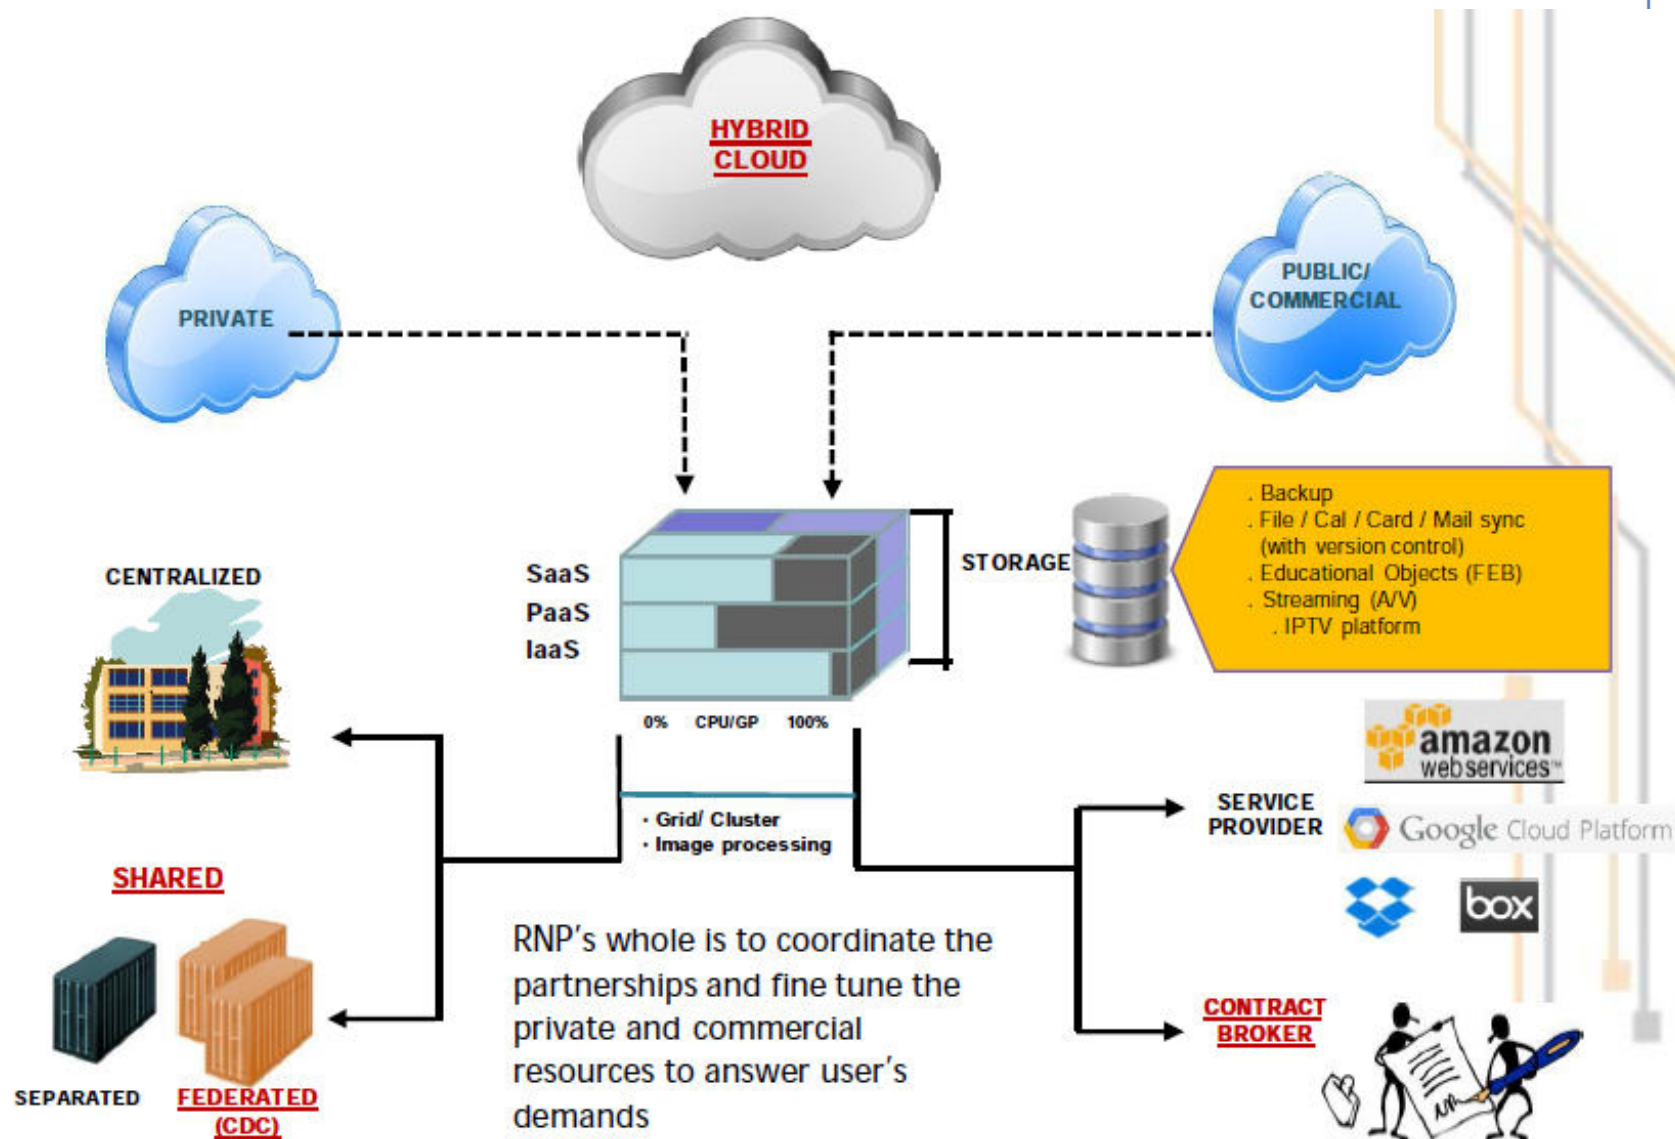 HYBRID
CLOUD
PRIVATE
PUBLIC/
COMMERCIAL
. Backup
. File / Cal / Card / Mail sync
(with version control)
. Educational Objects (FEB)
. Streaming (A/V)
. IPTV platform
STORAGE
SaaS
PaaS
IaaS
CENTRALIZED
0% CPU/GP 100%
· Grid/ Cluster
· Image processing
amazon
web services™
SERVICE
PROVIDER
Google Cloud Platform
box
SHARED
SEPARATED
FEDERATED
(CDC)
RNP's whole is to coordinate the
partnerships and fine tune the
private and commercial
resources to answer user's
demands
CONTRACT
BROKER